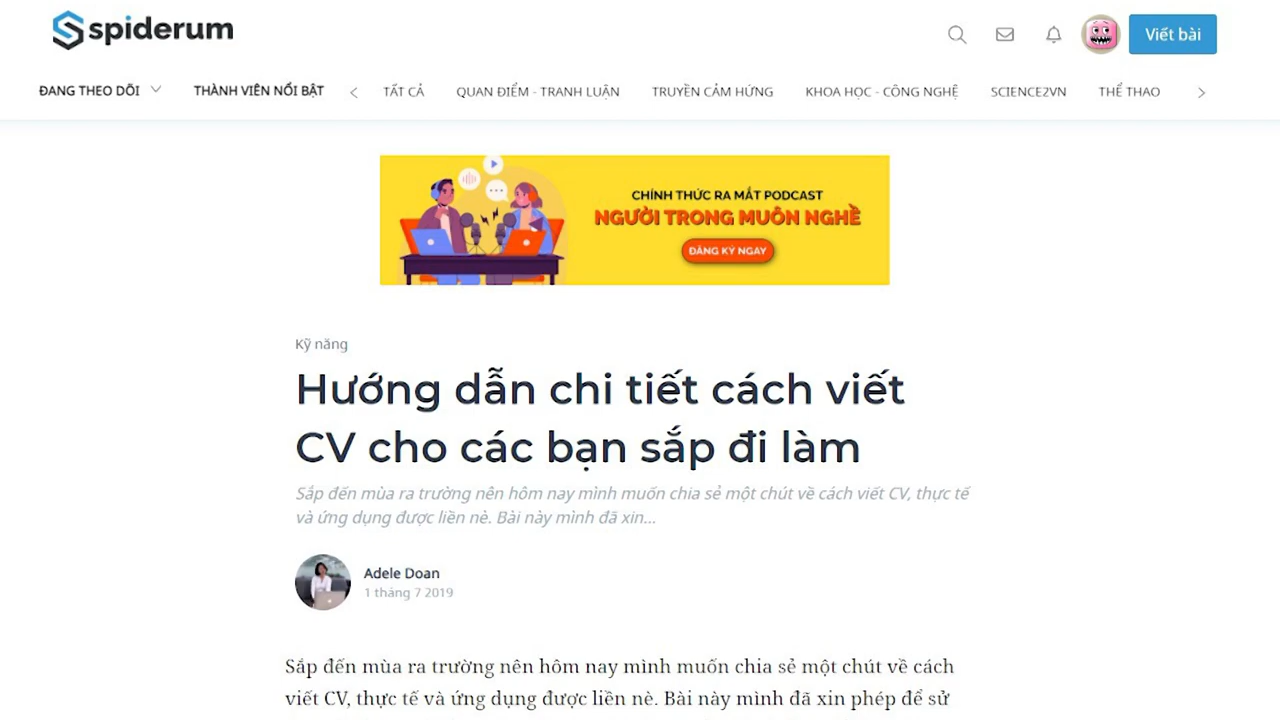 spiderum
Viết bài
ĐANG THEO DÕI
THÀNH VIÊN NỔI BẬT
TẤT CẢ
QUAN ĐIỂM - TRANH LUẬN
TRUYỀN CẢM HỨNG
KHOA HỌC - CÔNG NGHỆ
SCIENCE2VN
THỂ THAO
CHÍNH THỨC RA MẮT PODCAST
NGƯỜI TRONG MUÔN NGHỀ
ĐĂNG KÝ NGAY
Kỹ năng
Hướng dẫn chi tiết cách viết
CV cho các bạn sắp đi làm
Sắp đến mùa ra trường nên hôm nay mình muốn chia sẻ một chút về cách viết CV, thực tế
và ứng dụng được liền nè. Bài này mình đã xin...
Adele Doan
1 tháng 7 2019
Sắp đến mùa ra trường nên hôm nay mình muốn chia sẻ một chút về cách
viết CV, thực tế và ứng dụng được liền nè. Bài này mình đã xin phép để sử